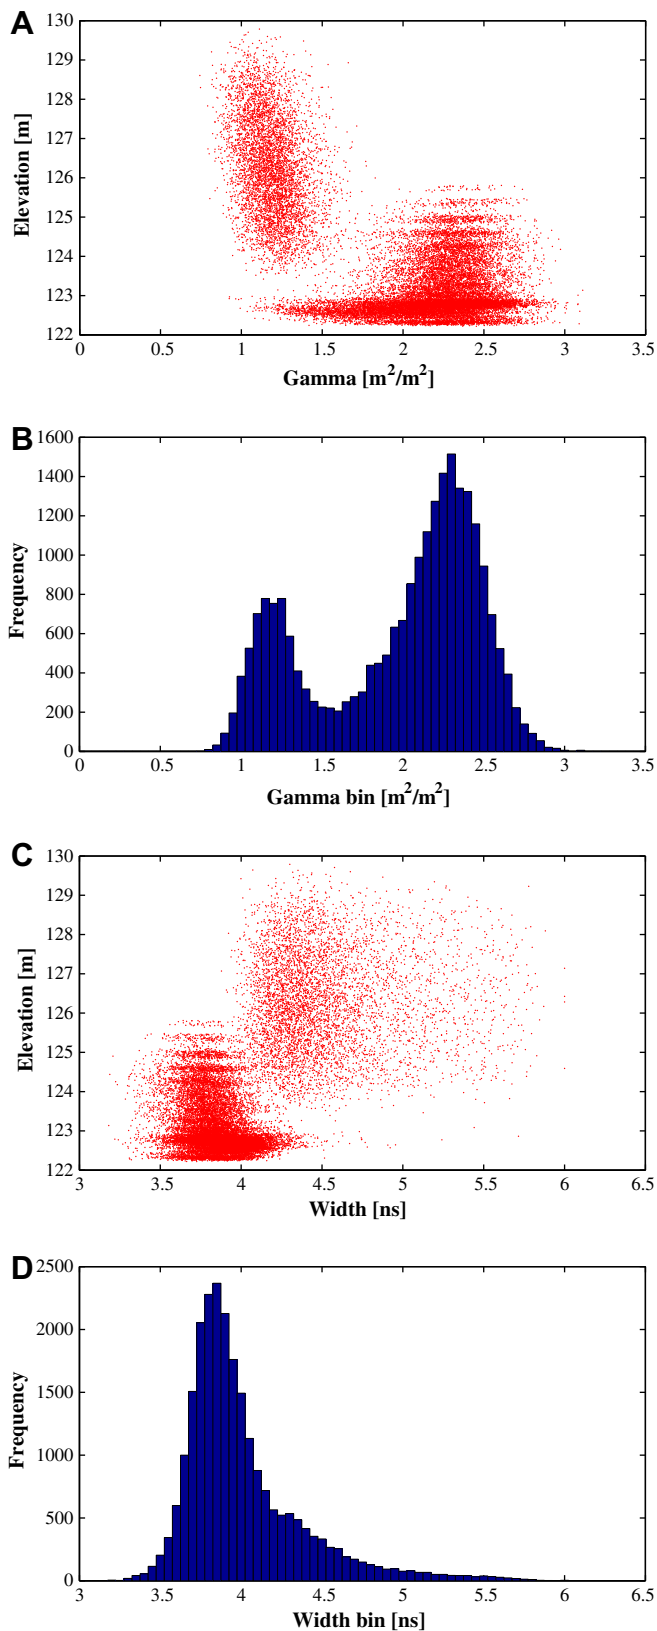 A
130
129
128
127
126
125
124
123
122
Elevation [m]
0 0.5 1 1.5 2 2.5 3 3.5
Gamma [m²/m²]
B
1600
1400
1200
1000
800
600
400
200
0
Frequency
0 0.5 1 1.5 2 2.5 3 3.5
Gamma bin [m²/m²]
C
130
129
128
127
126
125
124
123
122
Elevation [m]
3 3.5 4 4.5 5 5.5 6 6.5
Width [ns]
D
2500
2000
1500
1000
500
0
Frequency
3 3.5 4 4.5 5 5.5 6 6.5
Width bin [ns]